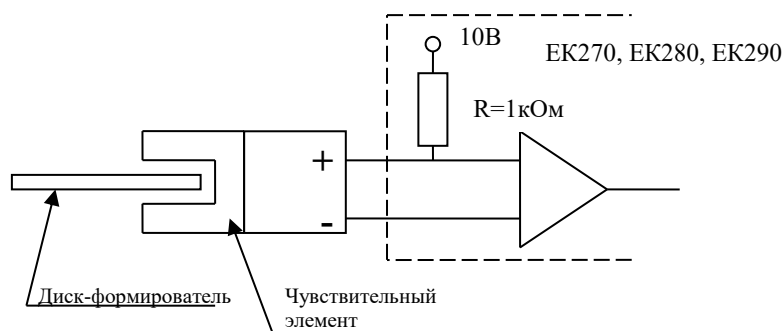 10В
ЕК270, ЕК280, ЕК290
R=1кОм
+
-
Диск-формирователь
Чувствительный
элемент